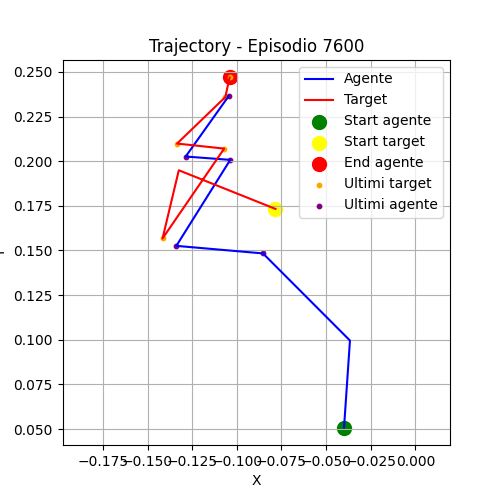 Trajectory - Episodio 7600
Agente
Target
Start agente
Start target
End agente
Ultimi target
Ultimi agente
0.250
0.225
0.200
0.175
0.150
0.125
0.100
0.075
0.050
−0.175 −0.150 −0.125 −0.100 −0.075 −0.050 −0.025 0.000
X